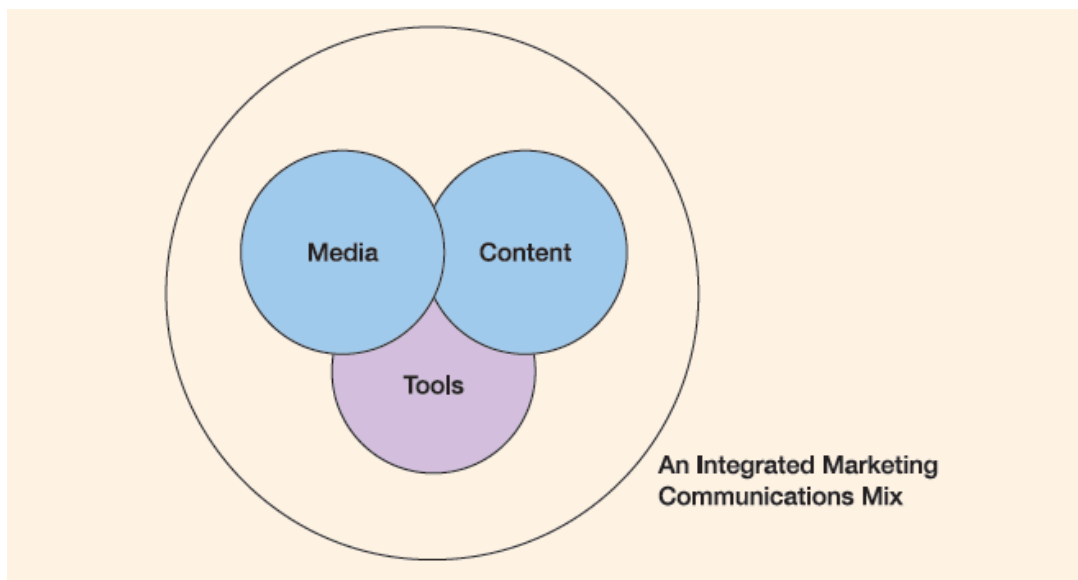 Media
Content
Tools
An Integrated Marketing
Communications Mix